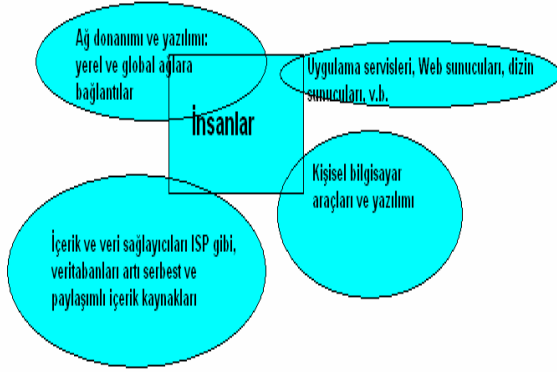 Ağ donanımı ve yazılımı:
yerel ve global ağlara
bağlantılar
Uygulama servisleri, Web sunucuları, dizin
sunucuları, v.b.
İnsanlar
Kişisel bilgisayar
araçları ve yazılımı
İçerik ve veri sağlayıcıları ISP gibi,
veritabanları artı serbest ve
paylaşımlı içerik kaynakları